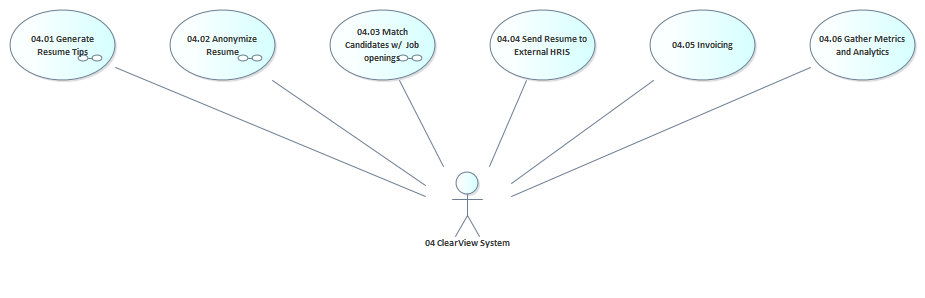 04.01 Generate
Resume Tips
04.02 Anonymize
Resume
04.03 Match
Candidates w/ Job
openings
04.04 Send Resume to
External HRIS
04.05 Invoicing
04.06 Gather Metrics
and Analytics
04 ClearView System